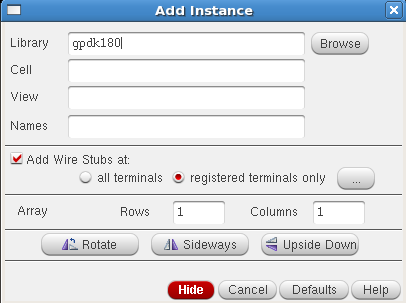 Add Instance
Library gpdk180 Browse
Cell
View
Names
Add Wire Stubs at:
all terminals registered terminals only ...
Array Rows 1 Columns 1
Rotate Sideways Upside Down
Hide Cancel Defaults Help